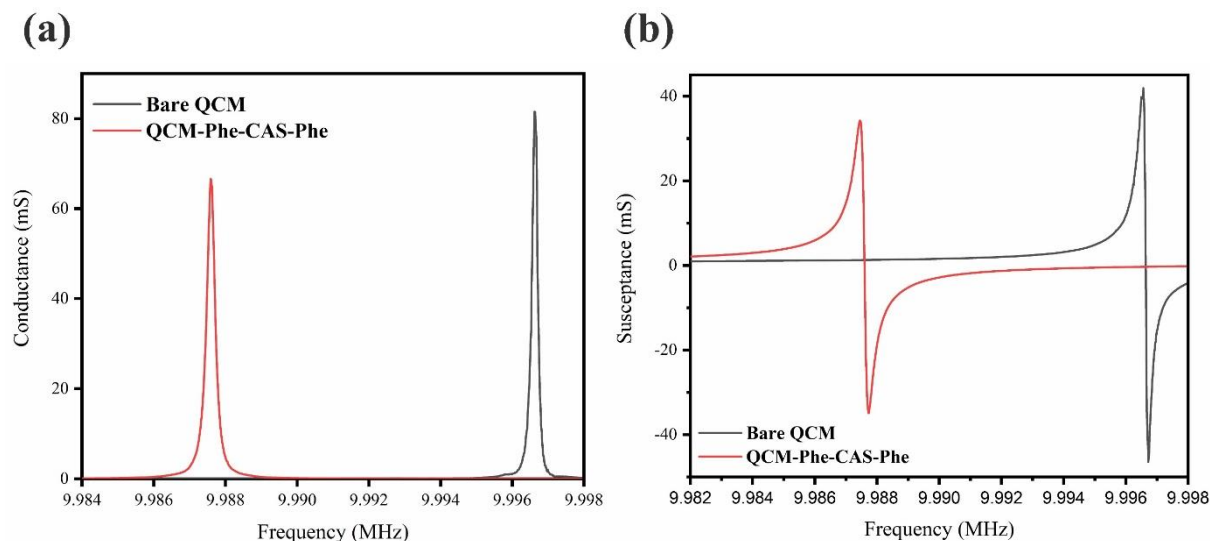 (a)
Bare QCM
QCM-Phe-CAS-Phe
Conductance (mS)
80
60
40
20
0
9.984 9.986 9.988 9.990 9.992 9.994 9.996 9.998
Frequency (MHz)
(b)
Susceptance (mS)
40
20
0
-20
-40
Bare QCM
QCM-Phe-CAS-Phe
9.982 9.984 9.986 9.988 9.990 9.992 9.994 9.996 9.998
Frequency (MHz)